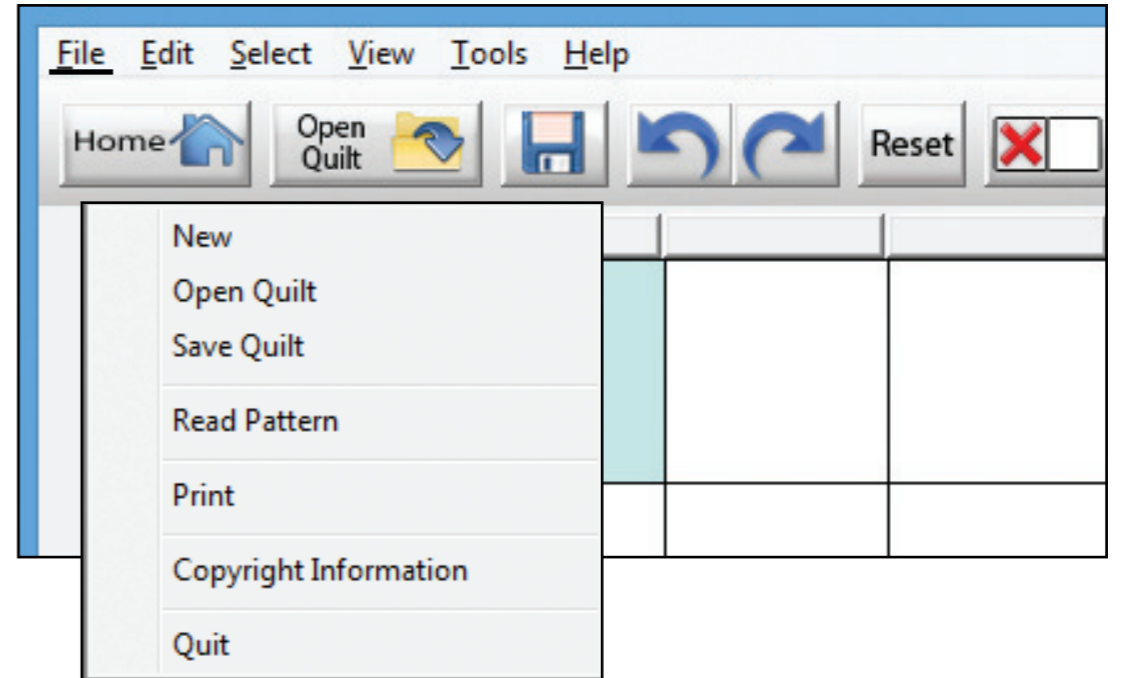 File Edit Select View Tools Help
Home Open Quilt Reset
New
Open Quilt
Save Quilt
Read Pattern
Print
Copyright Information
Quit